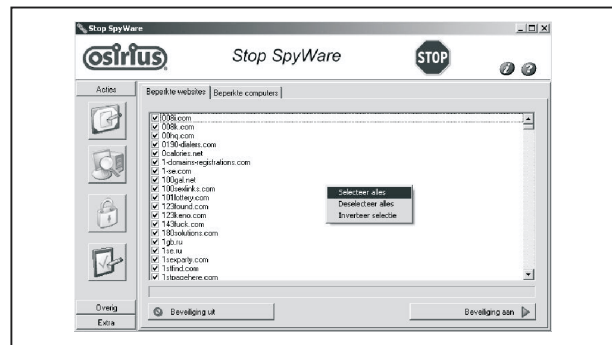 Stop SpyWare
osirius
Stop SpyWare
STOP
Acties
Beperkte websites
Beperkte computers
008i.com
008k.com
00hq.com
0190-dialers.com
0calories.net
1-domains-registrations.com
1-se.com
100gal.net
100sexlinks.com
101lottery.com
123found.com
123keno.com
143fuck.com
180solutions.com
1gb.ru
1se.ru
1sexparty.com
1stfind.com
1stpagehere.com
Selecteer alles
Deselecteer alles
Inverteer selectie
Overig
Extra
Beveiliging uit
Beveiliging aan